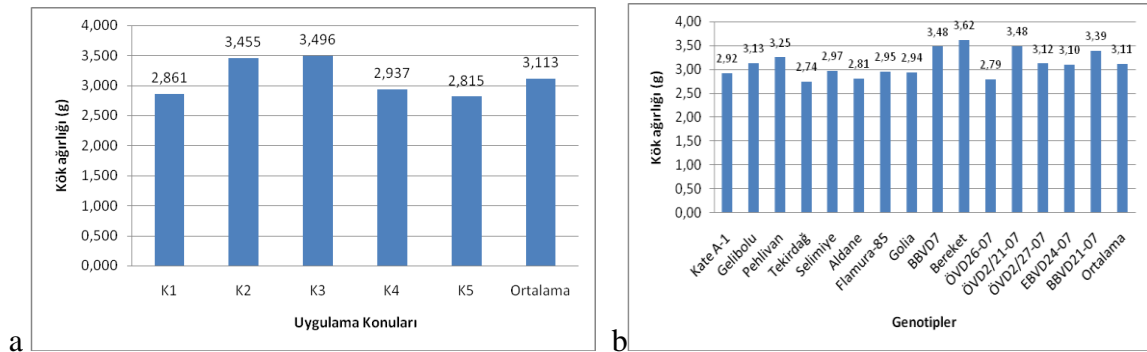 4,000
3,500
3,000
2,500
2,000
1,500
1,000
0,500
0,000
Kök ağırlığı (g)
2,861
3,455
3,496
2,937
2,815
3,113
K1 K2 K3 K4 K5 Ortalama
Uygulama Konuları
a
4,00
3,50
3,00
2,50
2,00
1,50
1,00
0,50
0,00
Kök ağırlığı (g)
2,92
3,13
3,25
2,74
2,97
2,81
2,95
2,94
3,48
3,62
2,79
3,48
3,12
3,10
3,39
3,11
Kate A-1
Gelibolu
Pehlivan
Tekirdağ
Selimiye
Aldane
Flamura-85
Golia
BBVD7
Bereket
ÖVD26-07
ÖVD2/21-07
ÖVD2/27-07
EBVD24-07
BBVD21-07
Ortalama
Genotipler
b